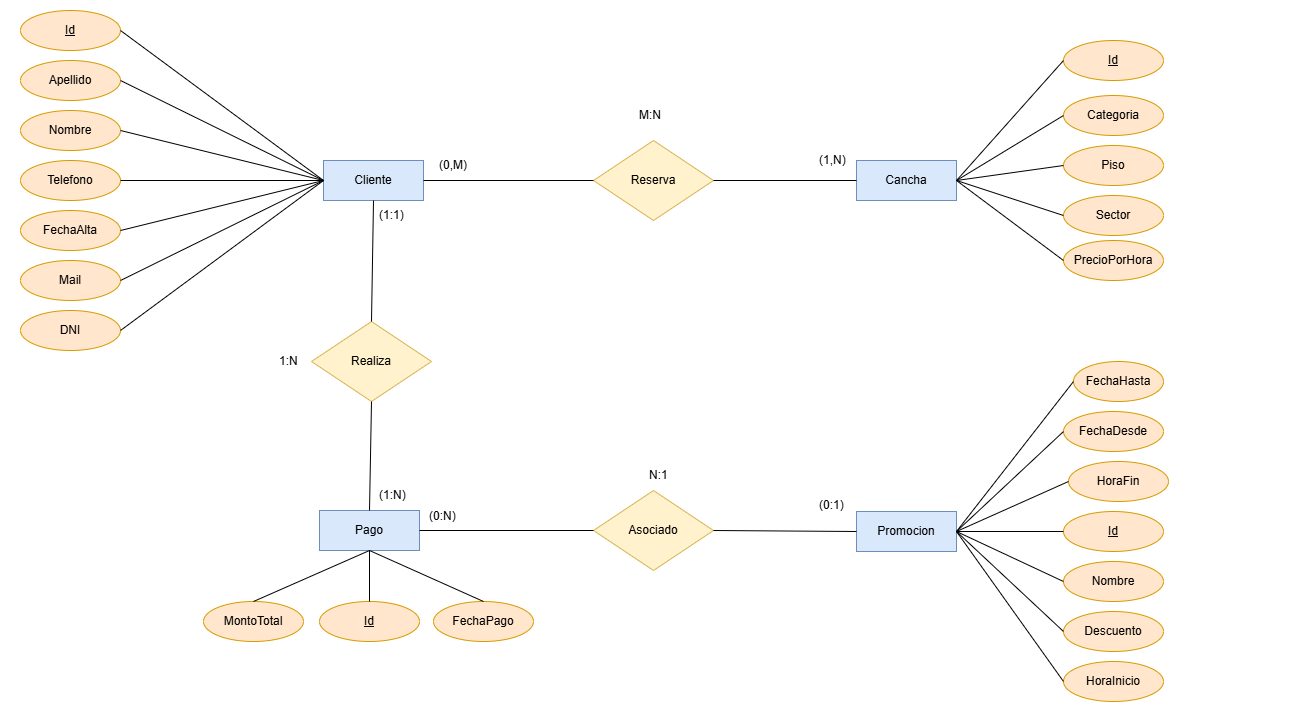 Id
Apellido
Nombre
Telefono
FechaAlta
Mail
DNI
Cliente
(0,M)
M:N
Reserva
(1,N)
Cancha
Id
Categoria
Piso
Sector
PrecioPorHora
(1:1)
1:N
Realiza
(1:N)
Pago
(0:N)
MontoTotal
Id
FechaPago
N:1
Asociado
(0:1)
Promocion
FechaHasta
FechaDesde
HoraFin
Id
Nombre
Descuento
HoraInicio